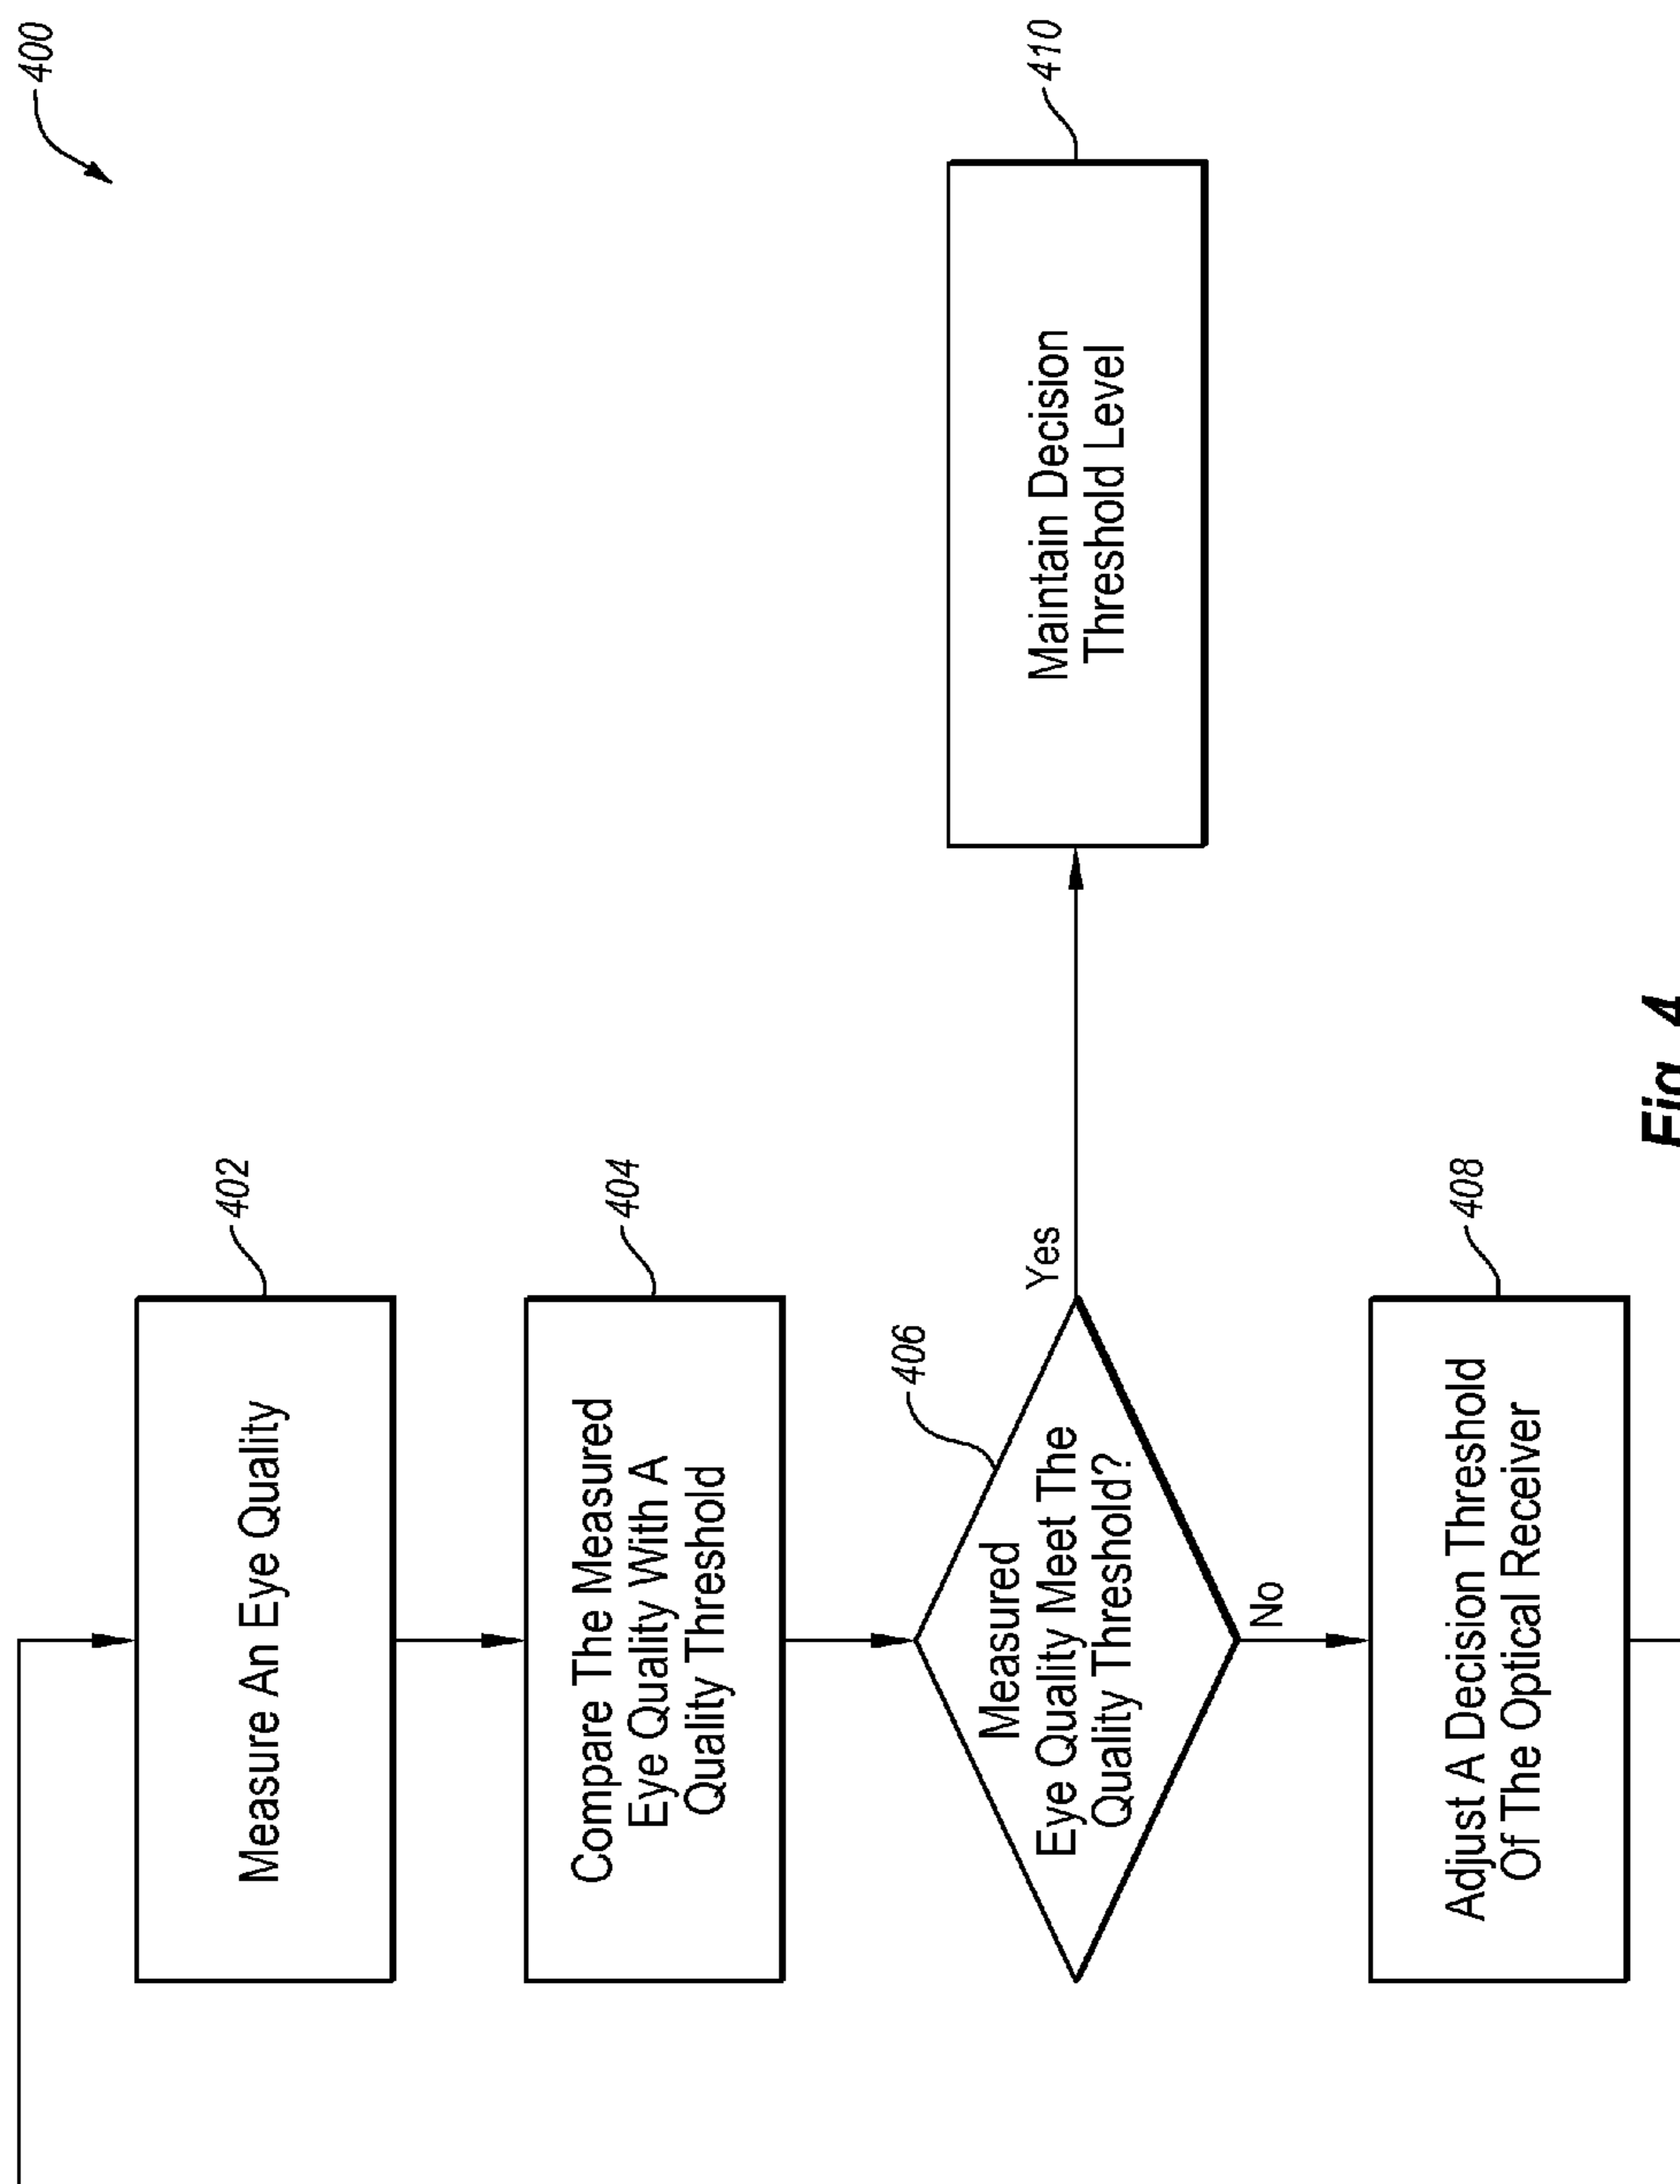 400
402
Measure An Eye Quality
404
Compare The Measured
Eye Quality With A
Quality Threshold
406
Measured
Eye Quality Meet The
Quality Threshold?
Yes
410
Maintain Decision
Threshold Level
No
408
Adjust A Decision Threshold
Of The Optical Receiver
Fig. 4